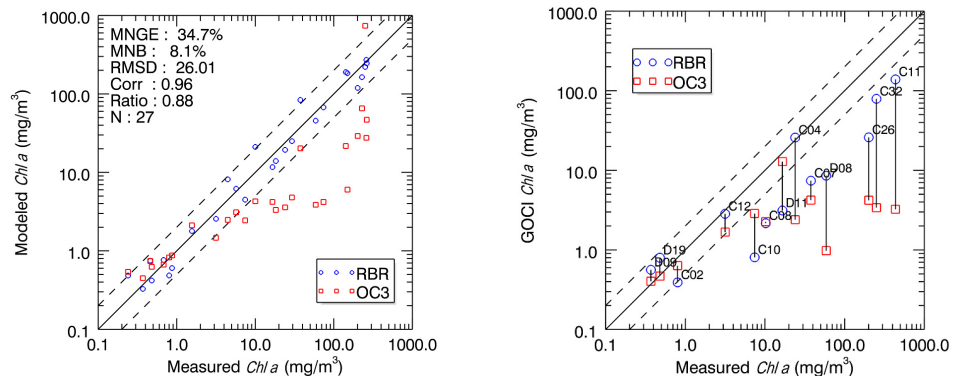 1000.0
100.0
10.0
1.0
0.1
Modeled Chl a (mg/m³)
MNGE : 34.7%
MNB : 8.1%
RMSD : 26.01
Corr : 0.96
Ratio : 0.88
N : 27
RBR
OC3
0.1 1.0 10.0 100.0 1000.0
Measured Chl a (mg/m³)
1000.0
100.0
10.0
1.0
0.1
GOCI Chl a (mg/m³)
RBR
OC3
C11
C32
C26
C04
D08
C07
C12
D11
C08
C10
D19
D09
C02
0.1 1.0 10.0 100.0 1000.0
Measured Chl a (mg/m³)